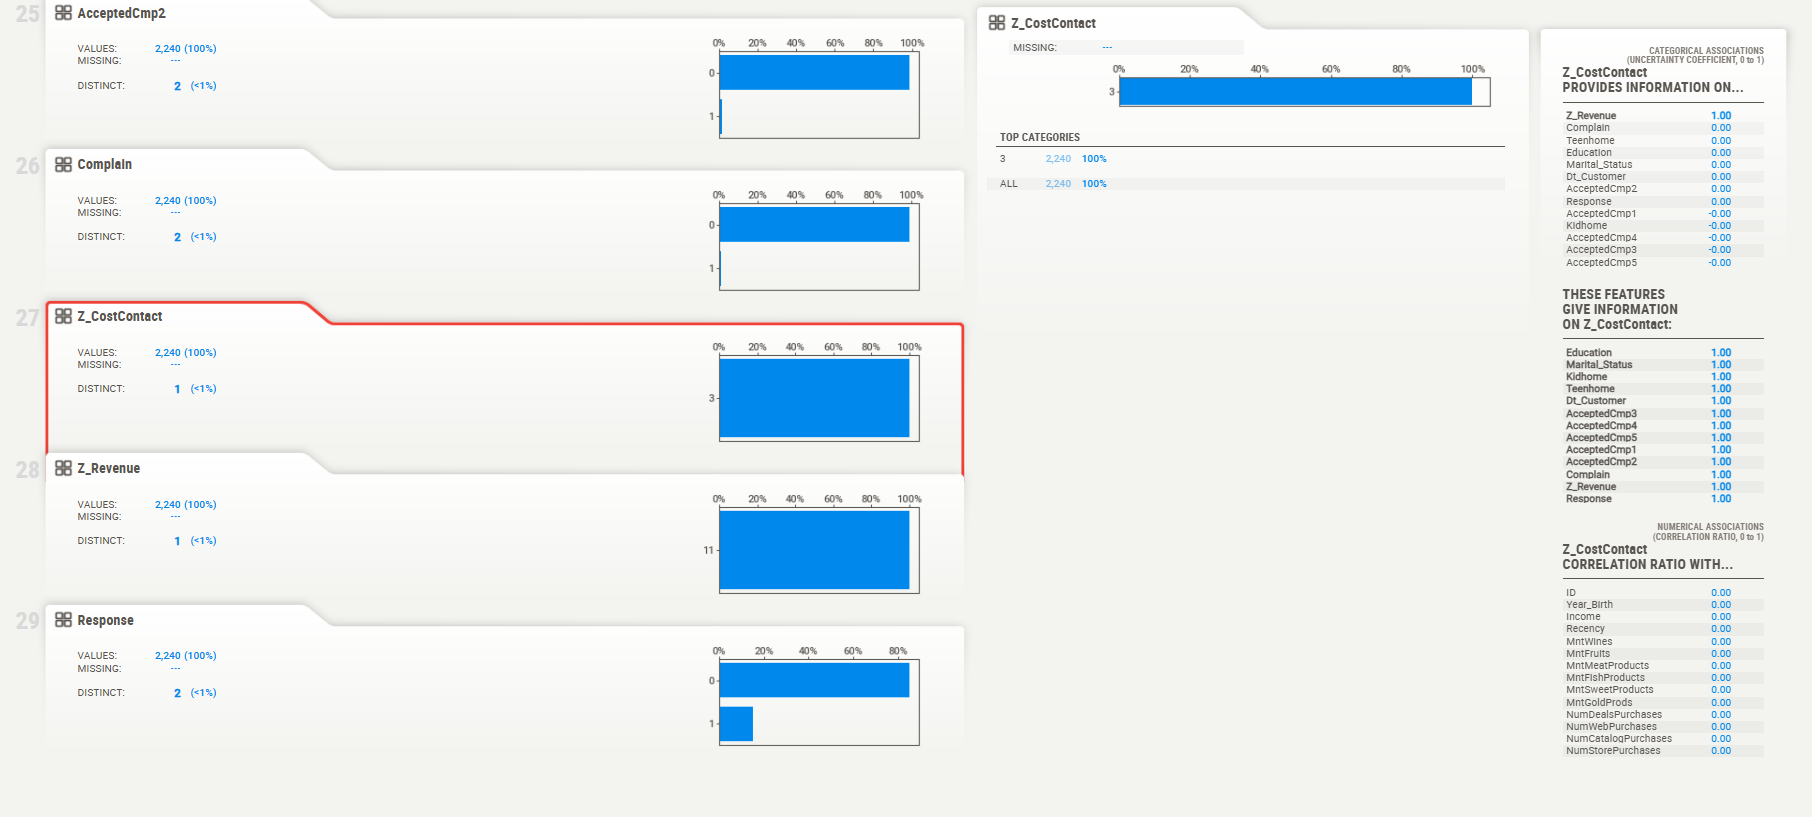 25
AcceptedCmp2
VALUES: 2,240 (100%)
MISSING: ---
DISTINCT: 2 (<1%)
0% 20% 40% 60% 80% 100%
0
1
26
Complain
VALUES: 2,240 (100%)
MISSING: ---
DISTINCT: 2 (<1%)
0% 20% 40% 60% 80% 100%
0
1
27
Z_CostContact
VALUES: 2,240 (100%)
MISSING: ---
DISTINCT: 1 (<1%)
0% 20% 40% 60% 80% 100%
3
28
Z_Revenue
VALUES: 2,240 (100%)
MISSING: ---
DISTINCT: 1 (<1%)
0% 20% 40% 60% 80% 100%
11
29
Response
VALUES: 2,240 (100%)
MISSING: ---
DISTINCT: 2 (<1%)
0% 20% 40% 60% 80%
0
1
Z_CostContact
MISSING: ---
0% 20% 40% 60% 80% 100%
3
TOP CATEGORIES
3 2,240 100%
ALL 2,240 100%
CATEGORICAL ASSOCIATIONS
(UNCERTAINTY COEFFICIENT, 0 to 1)
Z_CostContact
PROVIDES INFORMATION ON...
Z_Revenue 1.00
Complain 0.00
Teenhome 0.00
Education 0.00
Marital_Status 0.00
Dt_Customer 0.00
AcceptedCmp2 0.00
Response 0.00
AcceptedCmp1 -0.00
Kidhome -0.00
AcceptedCmp4 -0.00
AcceptedCmp3 -0.00
AcceptedCmp5 -0.00
THESE FEATURES
GIVE INFORMATION
ON Z_CostContact:
Education 1.00
Marital_Status 1.00
Kidhome 1.00
Teenhome 1.00
Dt_Customer 1.00
AcceptedCmp3 1.00
AcceptedCmp4 1.00
AcceptedCmp5 1.00
AcceptedCmp1 1.00
AcceptedCmp2 1.00
Complain 1.00
Z_Revenue 1.00
Response 1.00
NUMERICAL ASSOCIATIONS
(CORRELATION RATIO, 0 to 1)
Z_CostContact
CORRELATION RATIO WITH...
ID 0.00
Year_Birth 0.00
Income 0.00
Recency 0.00
MntWines 0.00
MntFruits 0.00
MntMeatProducts 0.00
MntFishProducts 0.00
MntSweetProducts 0.00
MntGoldProds 0.00
NumDealsPurchases 0.00
NumWebPurchases 0.00
NumCatalogPurchases 0.00
NumStorePurchases 0.00